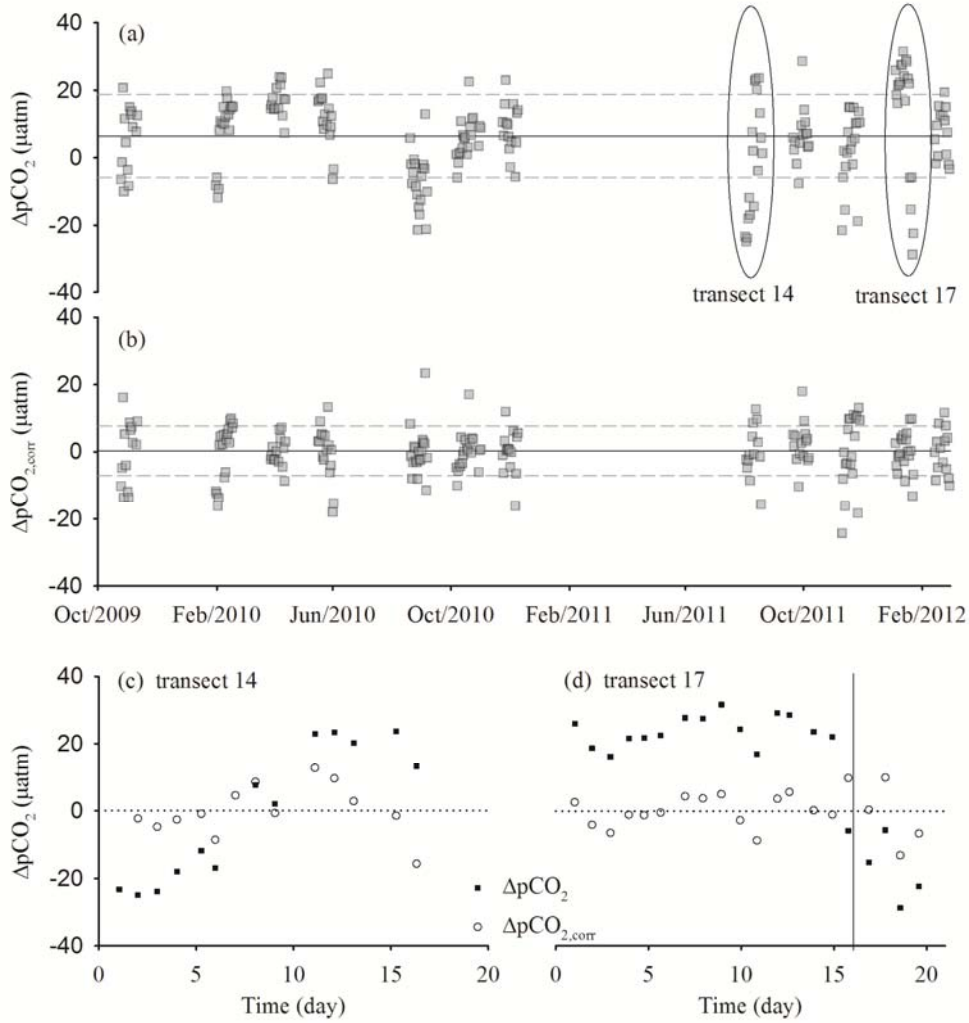 (a)
40
20
0
-20
-40
ΔpCO₂ (µatm)
transect 14
transect 17
(b)
40
20
0
-20
-40
ΔpCO₂,corr (µatm)
Oct/2009 Feb/2010 Jun/2010 Oct/2010 Feb/2011 Jun/2011 Oct/2011 Feb/2012
(c) transect 14
(d) transect 17
40
20
0
-20
-40
ΔpCO₂ (µatm)
ΔpCO₂
ΔpCO₂,corr
0 5 10 15 20
0 5 10 15 20
Time (day)
Time (day)